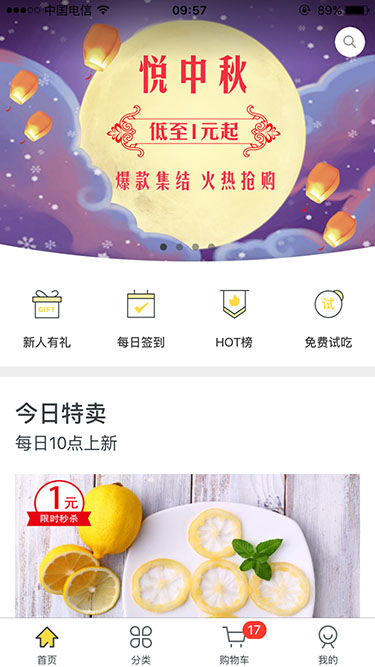 中国电信 09:57 89%
悦中秋
低至1元起
爆款集结 火热抢购
GIFT 试
新人有礼 每日签到 HOT榜 免费试吃
今日特卖
每日10点上新
1元
限时秒杀
17
首页 分类 购物车 我的